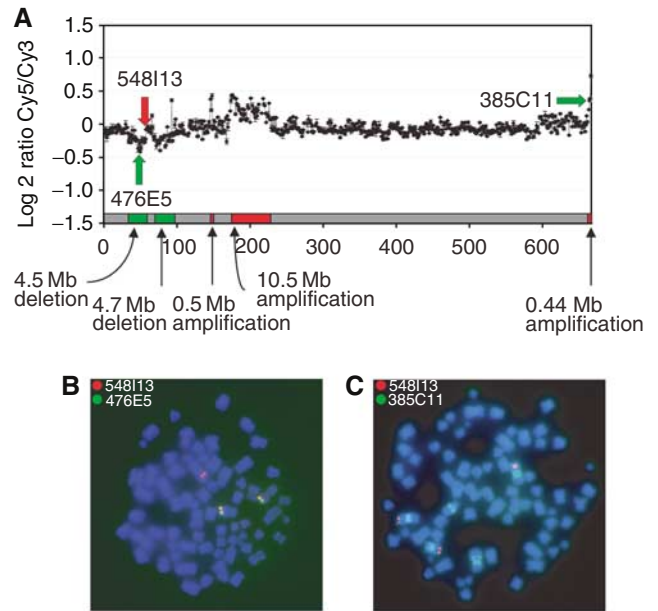 A
Log 2 ratio Cy5/Cy3
1.5
1.0
0.5
0
−0.5
−1.0
−1.5
548I13
476E5
385C11
0 100 200 300 400 500 600
4.5 Mb
deletion
4.7 Mb
deletion
0.5 Mb
amplification
10.5 Mb
amplification
0.44 Mb
amplification
B
548I13
476E5
C
548I13
385C11